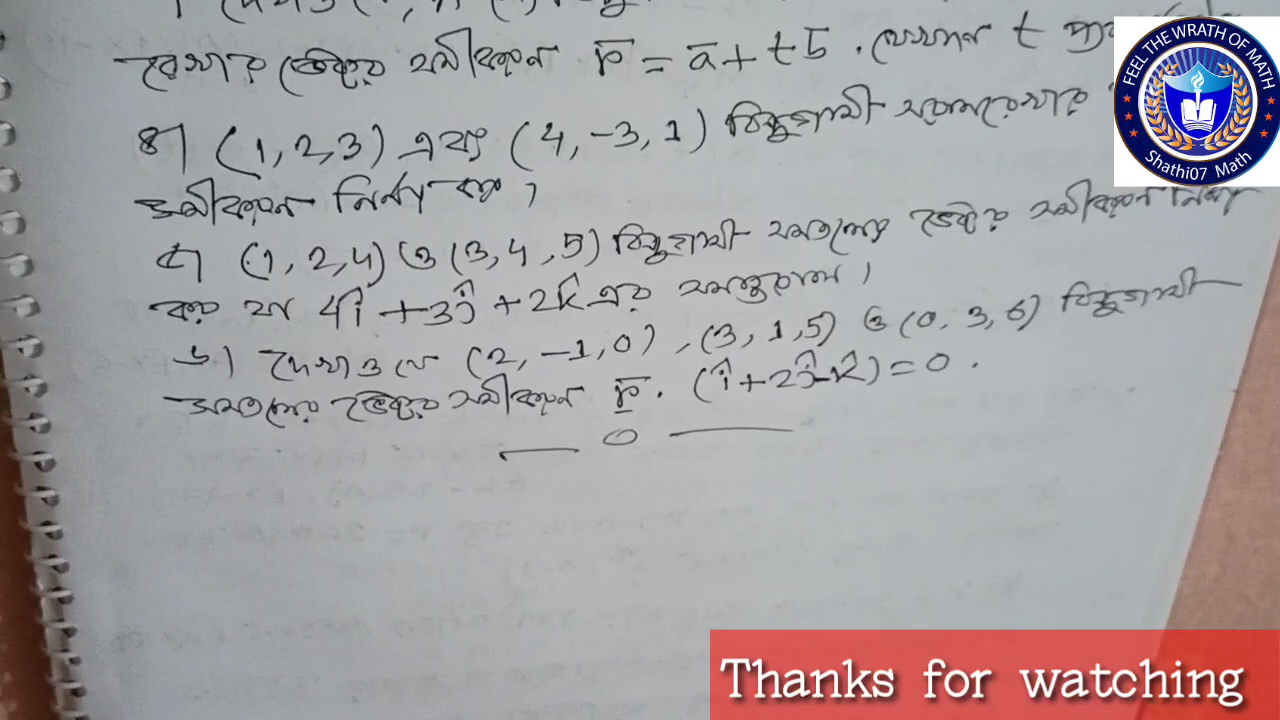 রেখার ভেক্টর সমীকরণ r̄ = ā + t b̄ . যেখানে t
৪। (1, 2, 3) এবং (4, -3, 1) বিন্দুগামী সরলরেখার
সমীকরণ নির্ণয় কর।
৫। (1, 2, 4) ও (3, 4, 5) বিন্দুগামী সমতলের ভেক্টর সমীকরণ নির্ণয়
কর যা 4î + 3ĵ + 2k̂ এর সমান্তরাল।
৬। দেখাও যে (2, -1, 0), (3, 1, 5) ও (0, 3, 6) বিন্দুগামী
সমতলের ভেক্টর সমীকরণ r̄ . (î + 2ĵ - k̂) = 0 .
FEEL THE WRATH OF MATH
Shathi07 Math
Thanks for watching